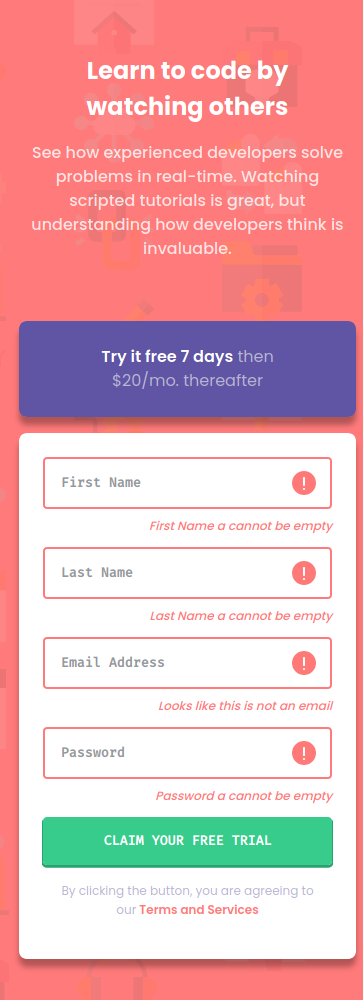 Learn to code by
watching others
See how experienced developers solve
problems in real-time. Watching
scripted tutorials is great, but
understanding how developers think is
invaluable.
Try it free 7 days then
$20/mo. thereafter
First Name
First Name a cannot be empty
Last Name
Last Name a cannot be empty
Email Address
Looks like this is not an email
Password
Password a cannot be empty
CLAIM YOUR FREE TRIAL
By clicking the button, you are agreeing to
our Terms and Services